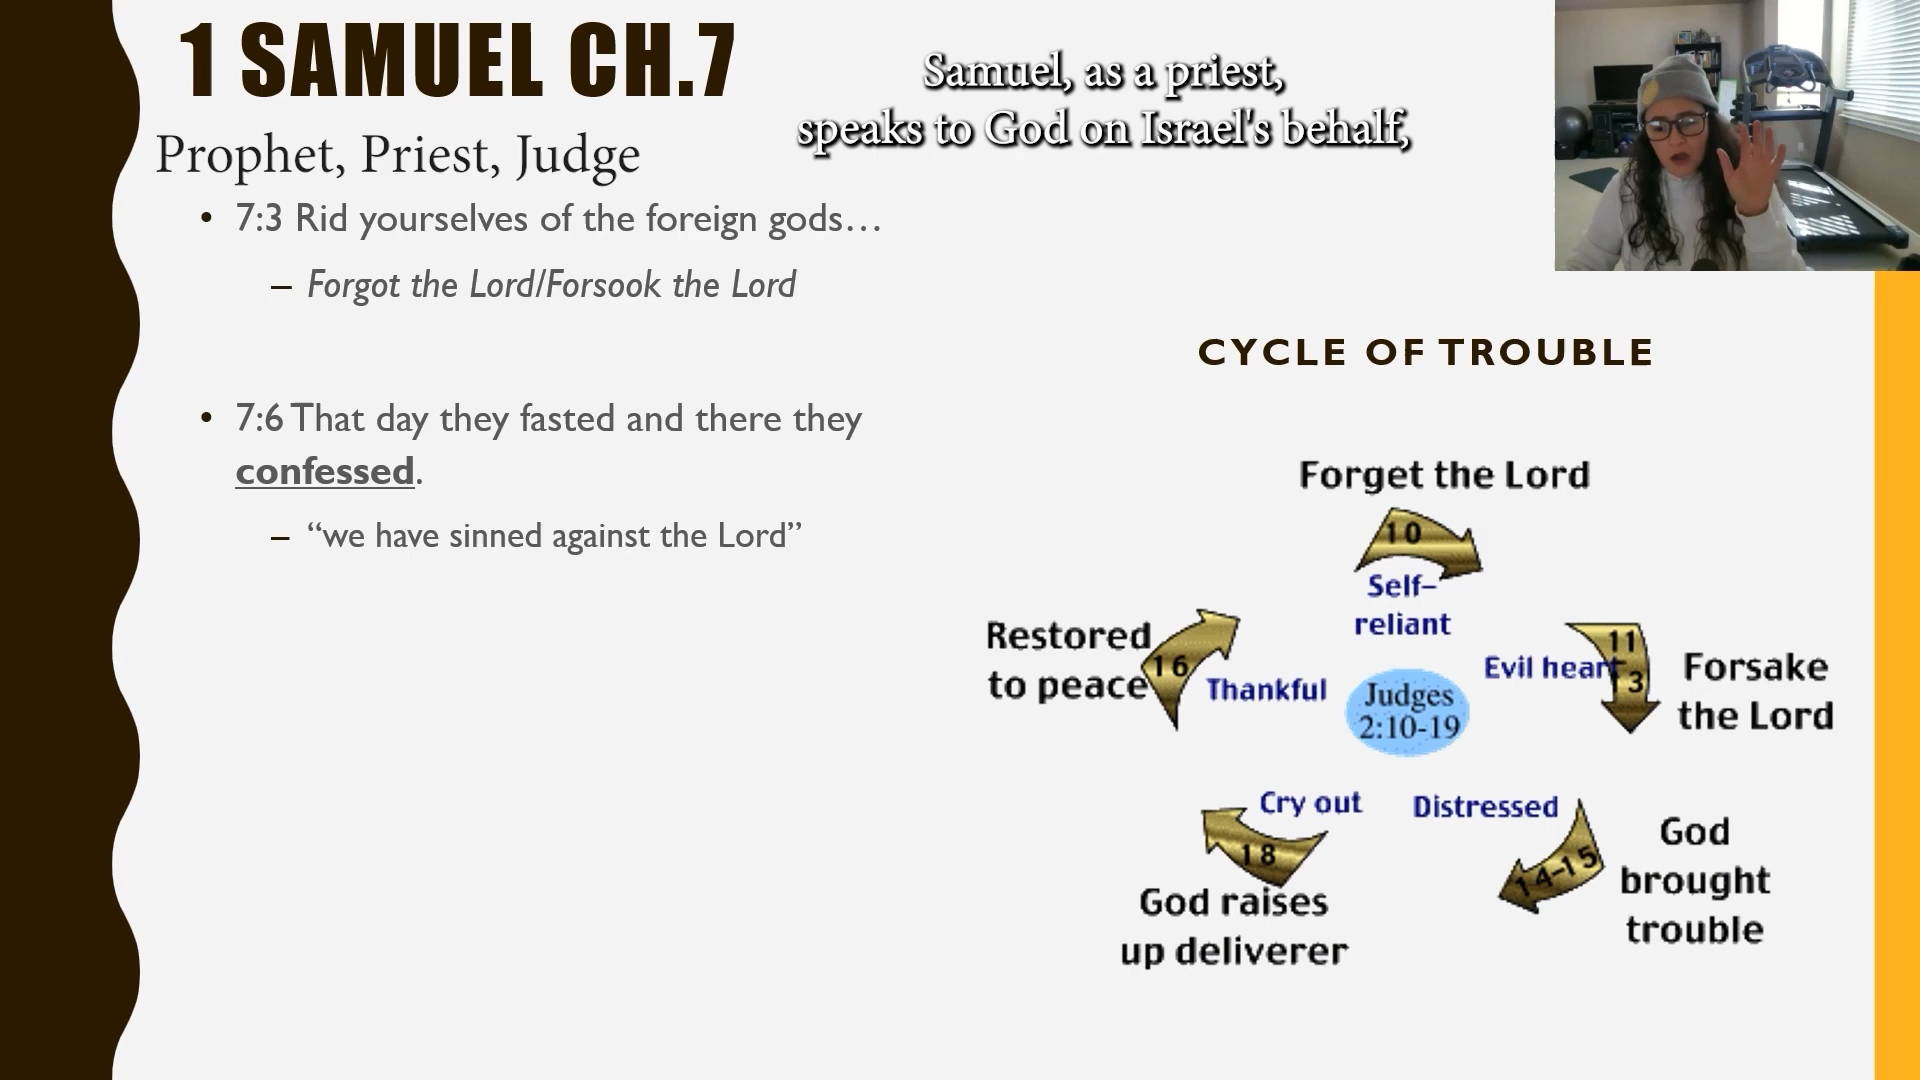 1 SAMUEL CH.7
Prophet, Priest, Judge
• 7:3 Rid yourselves of the foreign gods…
– Forgot the Lord/Forsook the Lord
• 7:6 That day they fasted and there they
confessed.
– “we have sinned against the Lord”
Samuel, as a priest,
speaks to God on Israel's behalf,
CYCLE OF TROUBLE
Forget the Lord
10
Self–
reliant
11
Evil heart
13
Forsake
the Lord
Distressed
14–15
God
brought
trouble
Cry out
18
God raises
up deliverer
Restored
to peace
16
Thankful
Judges
2:10-19